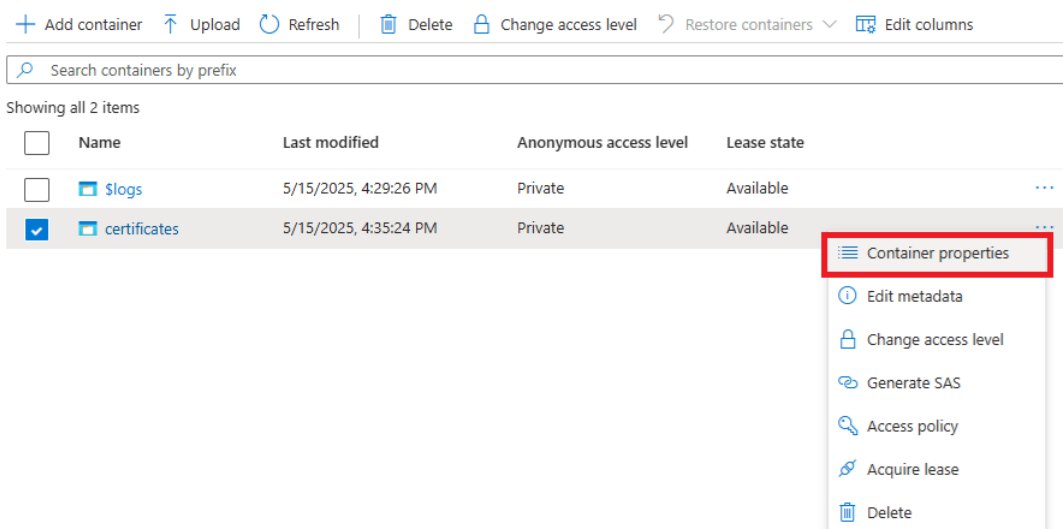 Add container Upload Refresh Delete Change access level Restore containers Edit columns
Search containers by prefix
Showing all 2 items
Name Last modified Anonymous access level Lease state
$logs 5/15/2025, 4:29:26 PM Private Available ...
certificates 5/15/2025, 4:35:24 PM Private Available ...
Container properties
Edit metadata
Change access level
Generate SAS
Access policy
Acquire lease
Delete